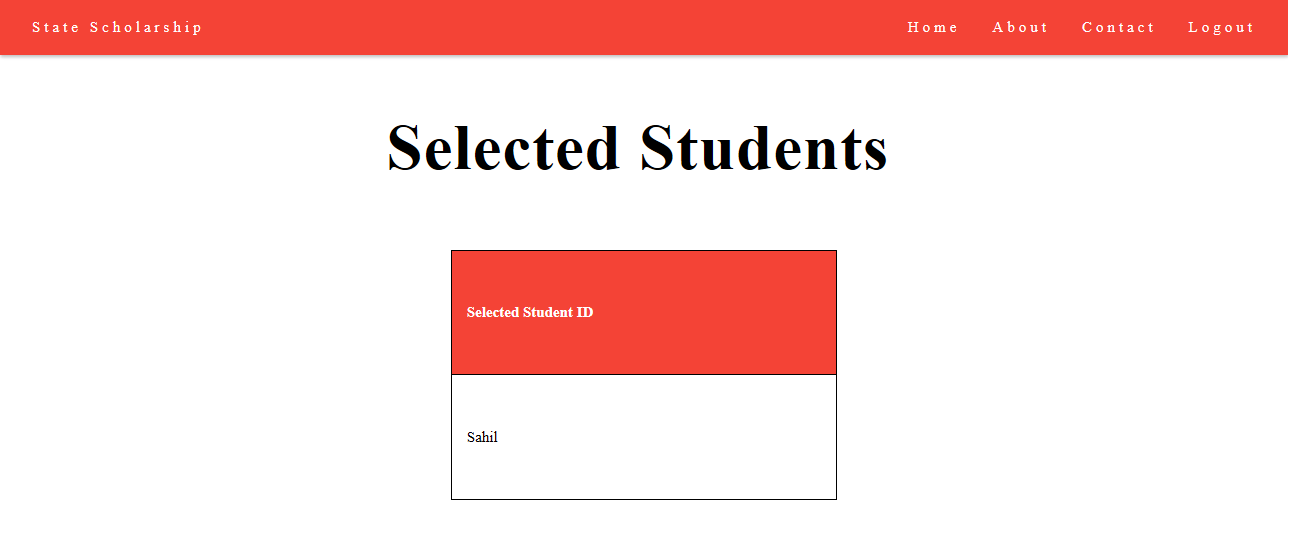 State Scholarship Home About Contact Logout
Selected Students
Selected Student ID
Sahil